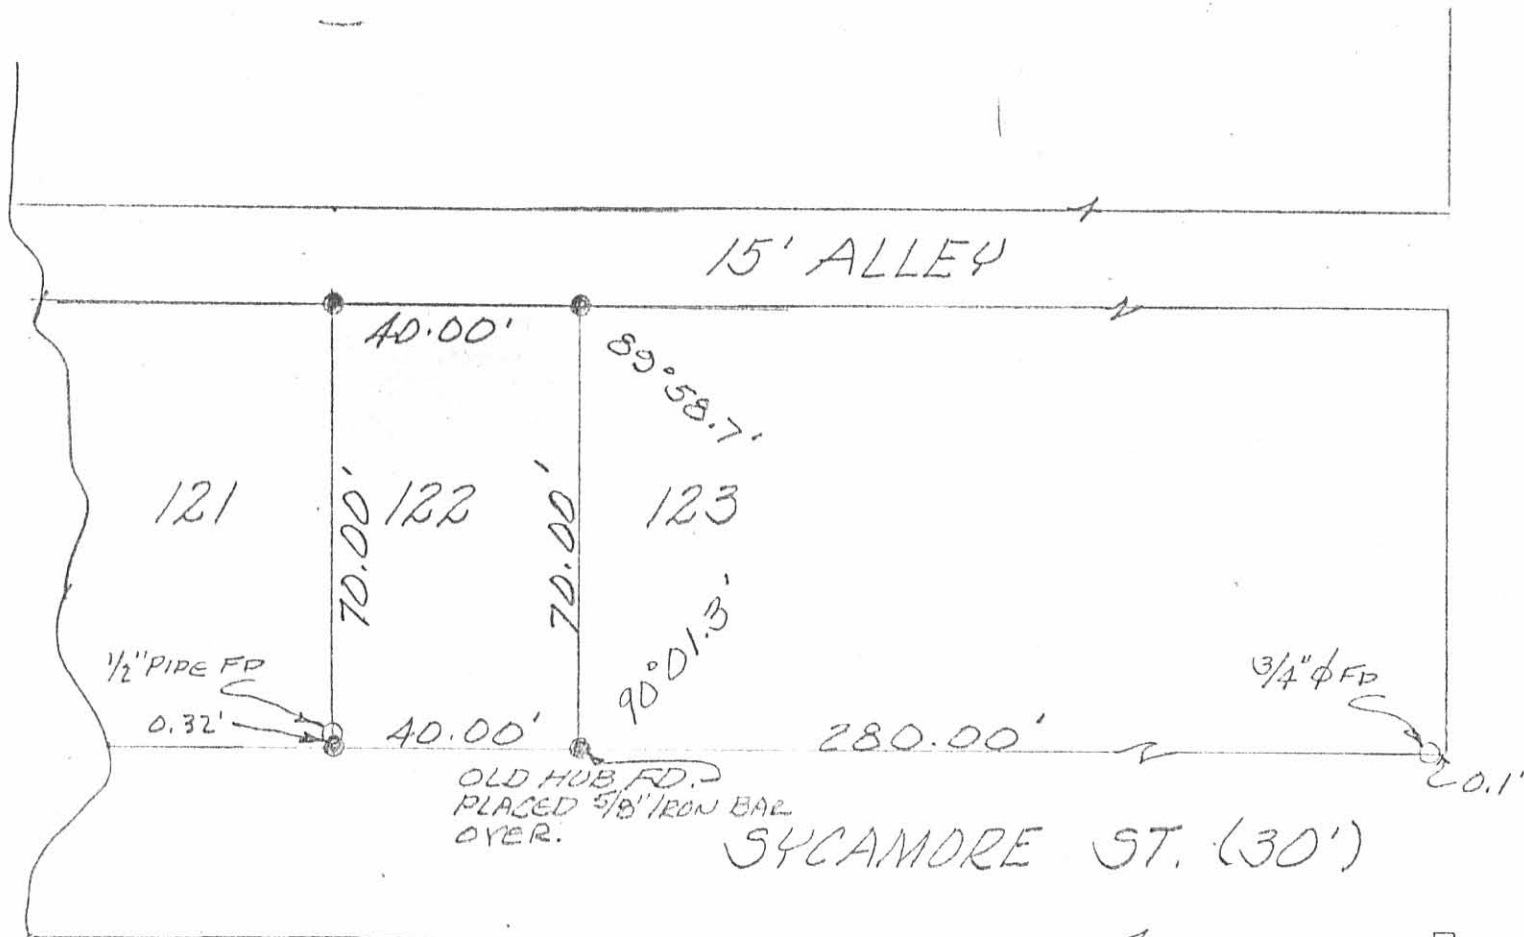 15' ALLEY
40.00'
89°58.7'
121
70.00'
122
70.00'
123
90°01.3'
1/2" PIPE FD
0.32'
40.00'
280.00'
3/4" ϕ FD
0.1'
OLD HUB FD.
PLACED 5/8" IRON BAR
OVER.
SYCAMORE ST. (30')